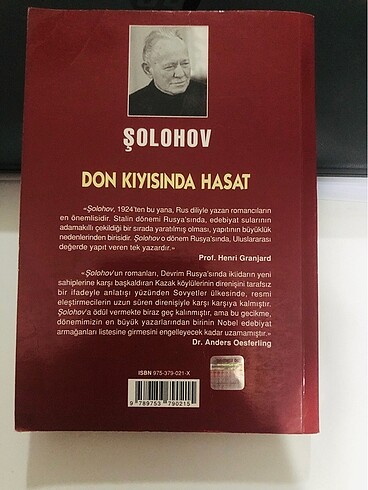 ŞOLOHOV
DON KIYISINDA HASAT
«Şolohov, 1924'ten bu yana, Rus diliyle yazan romancıların
en önemlisidir. Stalin dönemi Rusya'sında, edebiyat sularının
adamakıllı çekildiği bir sırada yaratılmış olması, yapıtının büyüklük
nedenlerinden birisidir. Şolohov o dönem Rusya'sında, Uluslararası
değerde yapıt veren tek yazardır.»
Prof. Henri Granjard
«Şolohov'un romanları, Devrim Rusya'sında iktidarın yeni
sahiplerine karşı başkaldıran Kazak köylülerinin direnişini tarafsız
bir ifadeyle anlatışı yüzünden Sovyetler ülkesinde, resmi
eleştirmecilerin uzun süren direnişiyle karşı karşıya kalmıştır.
Şolohov'a ödül vermekte biraz geç kalınmıştır, ama bu gecikme,
dönemimizin en büyük yazarlarından birinin Nobel edebiyat
armağanları listesine girmesini engelleyecek kadar uzamamıştır.»
Dr. Anders Oesferling
ISBN 975-379-021-X
9 789753 790215